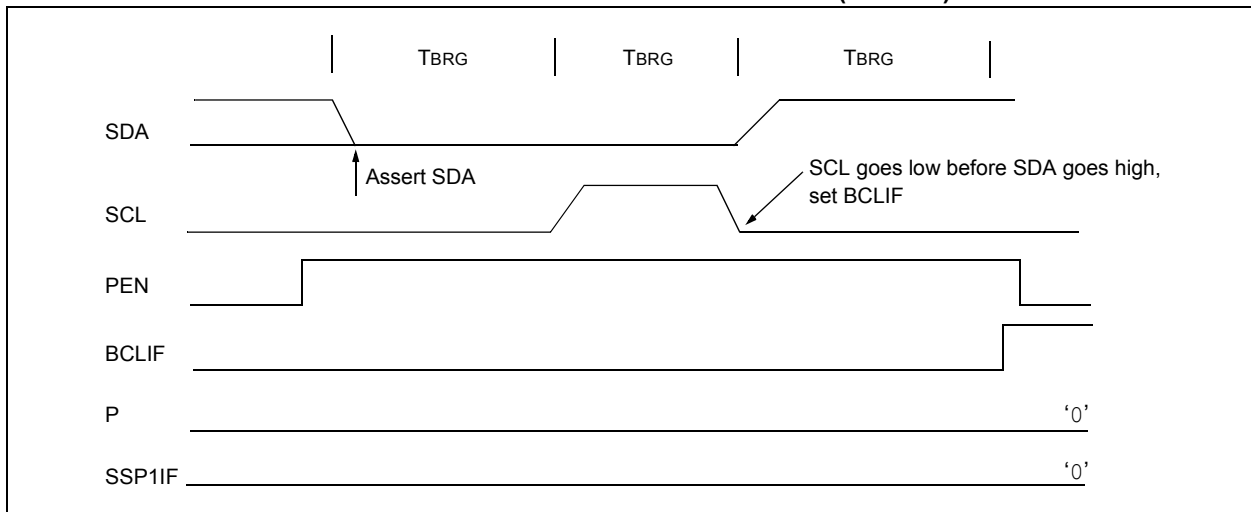 TBRG TBRG TBRG
SDA
Assert SDA
SCL goes low before SDA goes high,
set BCLIF
SCL
PEN
BCLIF
P '0'
SSP1IF '0'